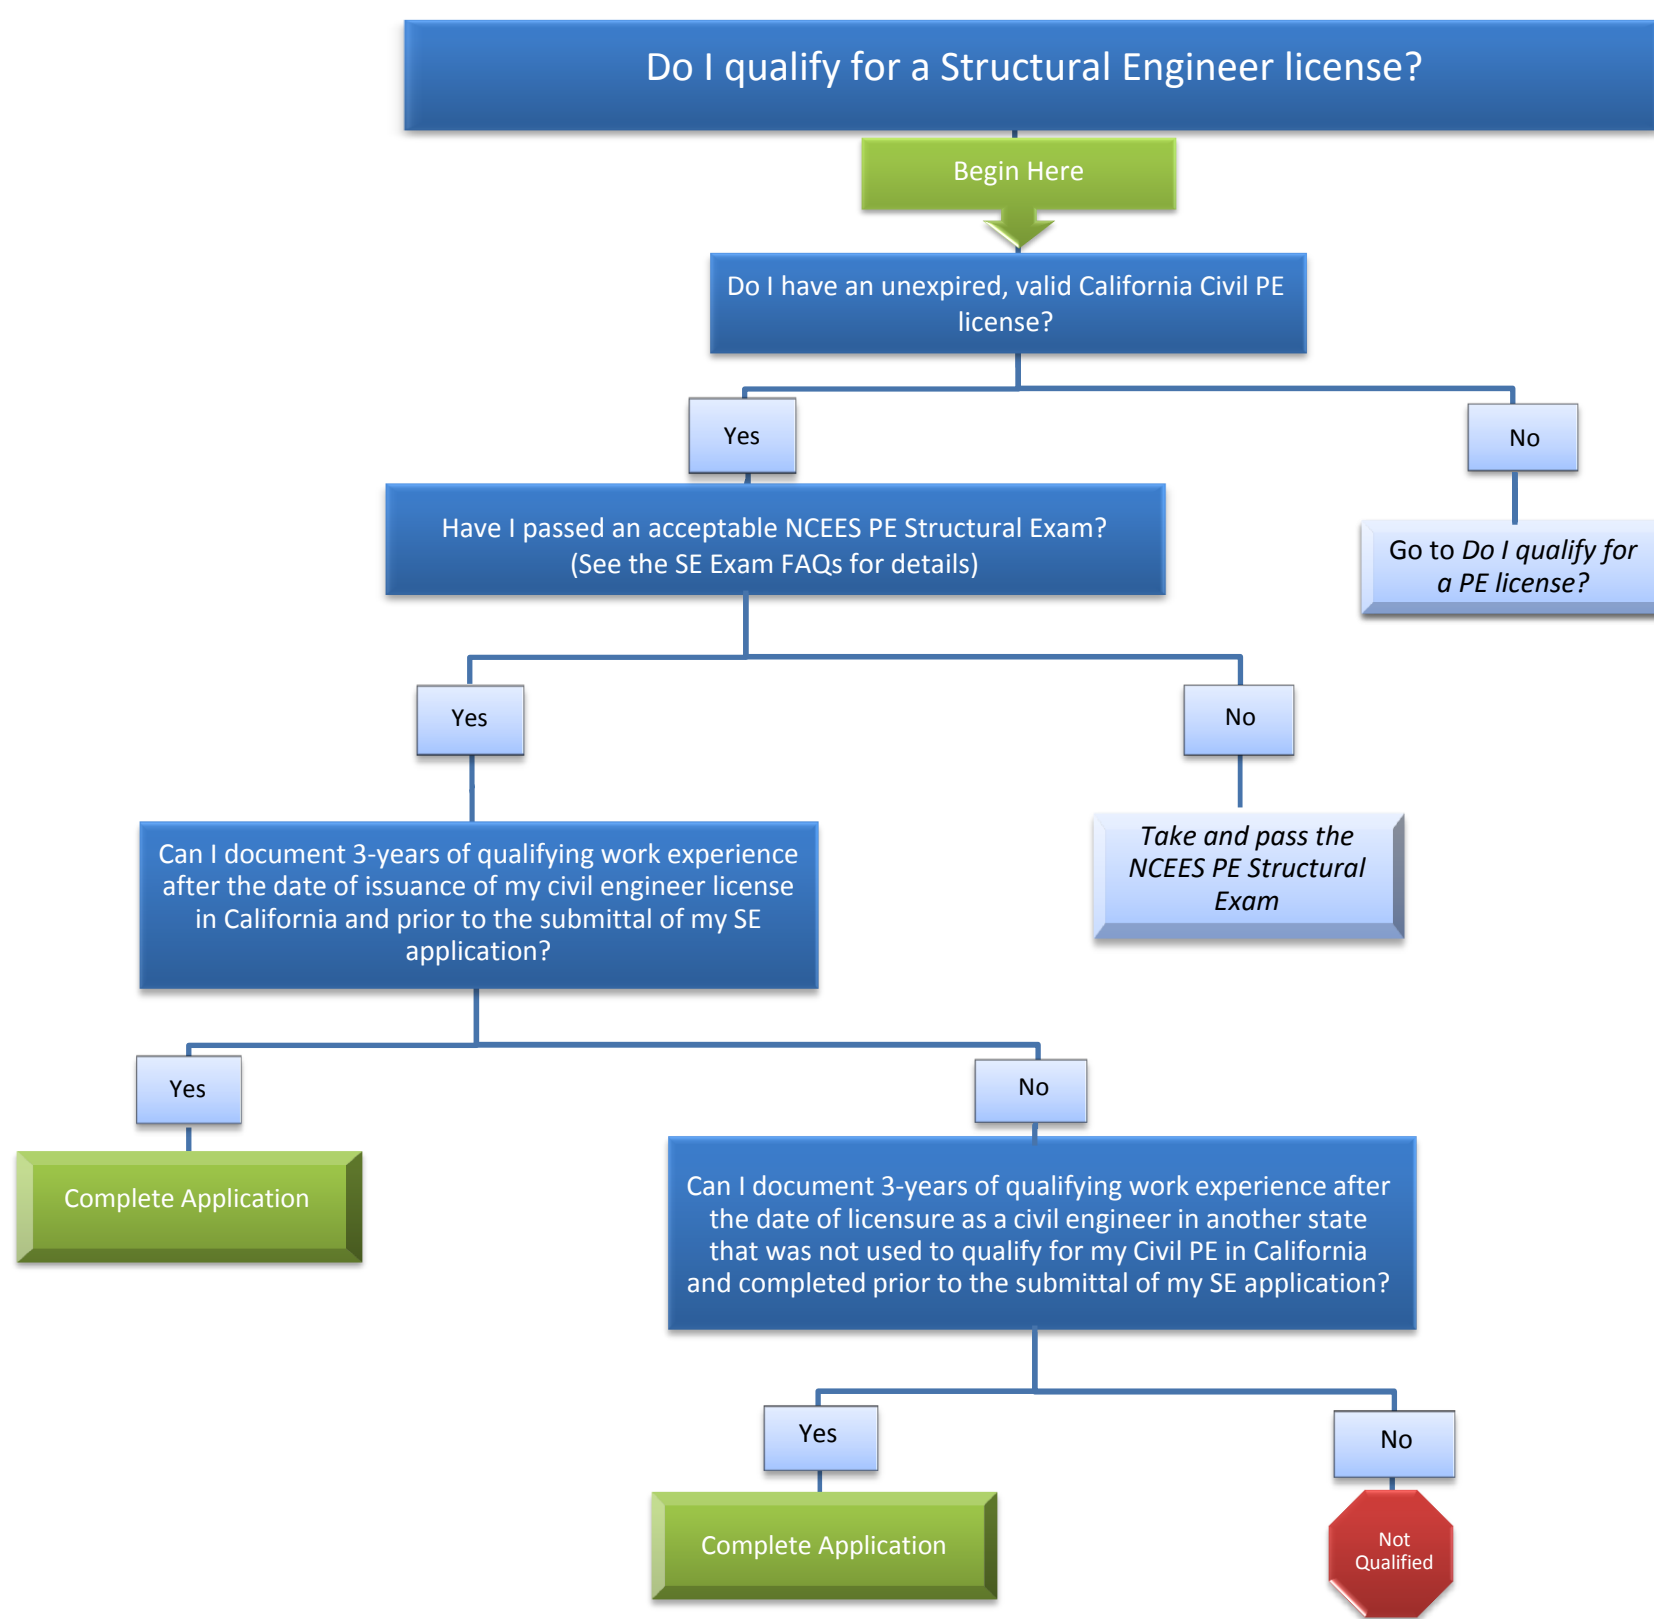 Do I qualify for a Structural Engineer license?
Begin Here
Do I have an unexpired, valid California Civil PE
license?
Yes
No
Have I passed an acceptable NCEES PE Structural Exam?
(See the SE Exam FAQs for details)
Go to Do I qualify for
a PE license?
Yes
No
Can I document 3-years of qualifying work experience
after the date of issuance of my civil engineer license
in California and prior to the submittal of my SE
application?
Take and pass the
NCEES PE Structural
Exam
Yes
No
Complete Application
Can I document 3-years of qualifying work experience after
the date of licensure as a civil engineer in another state
that was not used to qualify for my Civil PE in California
and completed prior to the submittal of my SE application?
Yes
No
Complete Application
Not
Qualified